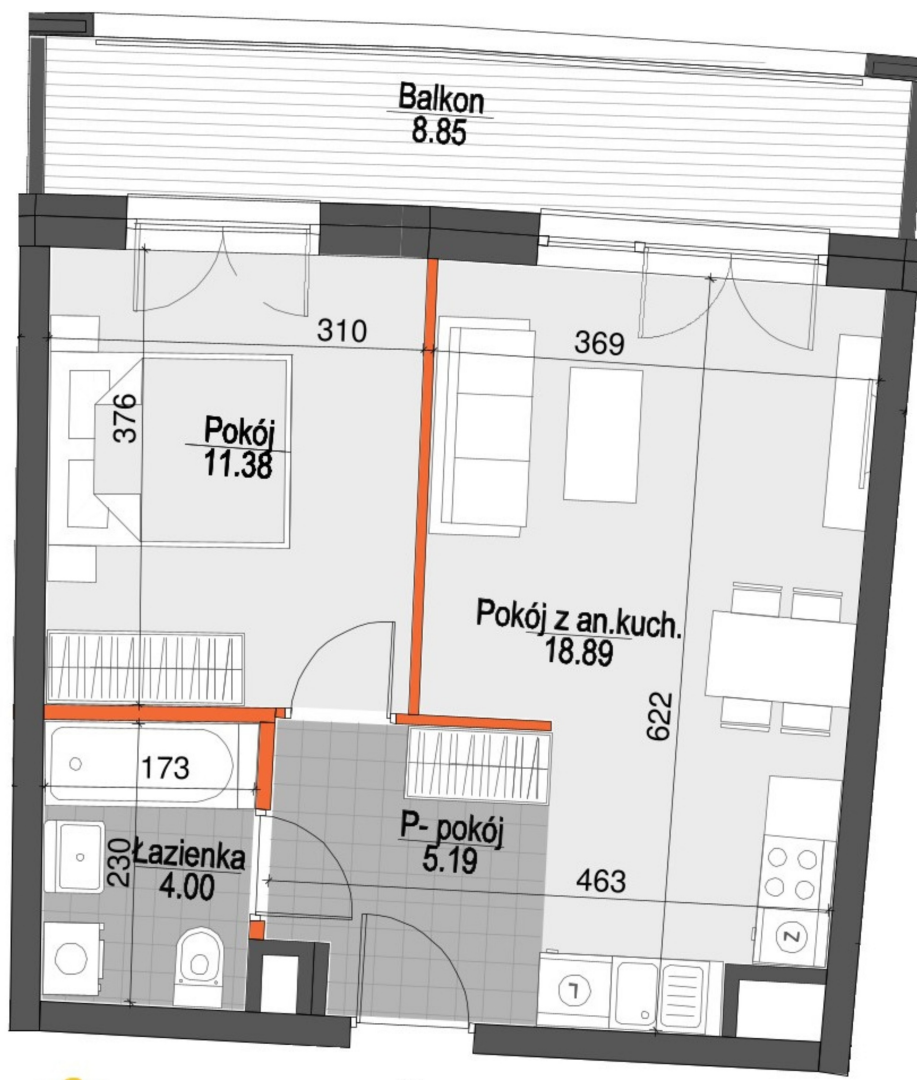 Balkon
8.85
310
369
376
Pokój
11.38
Pokój z an.kuch.
18.89
622
173
P- pokój
5.19
230
Łazienka
4.00
463
Z
L